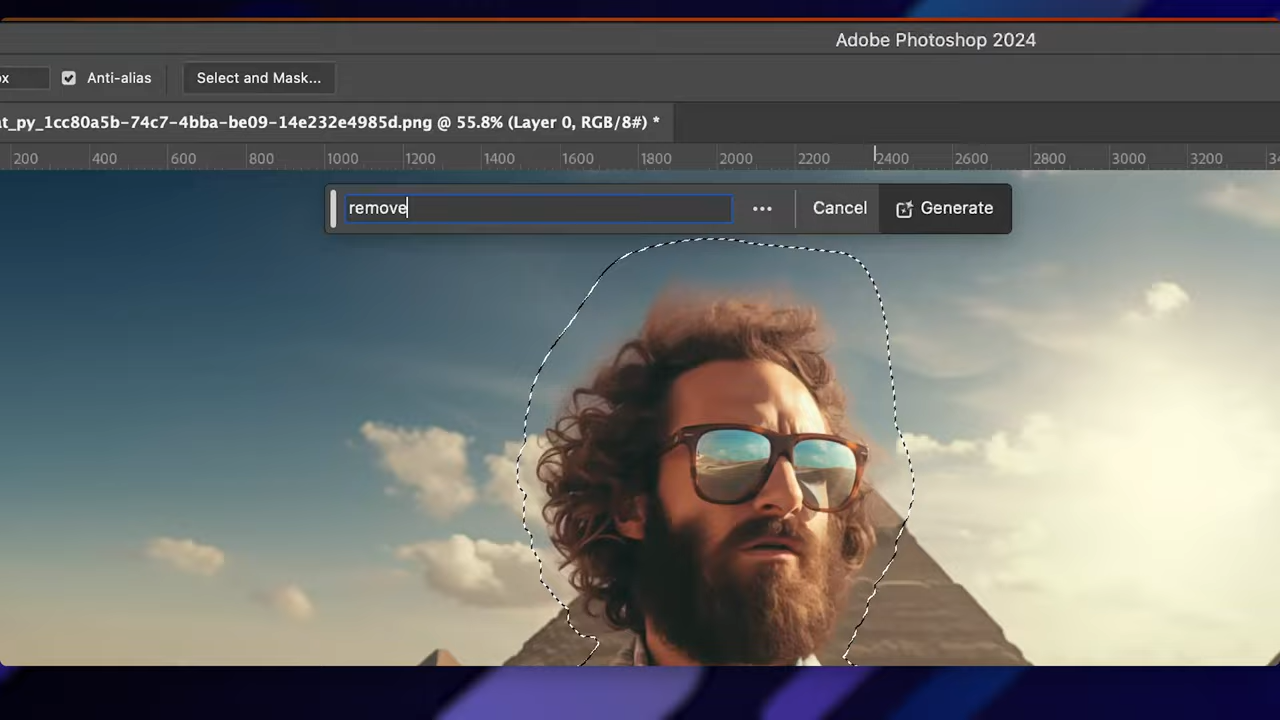 Adobe Photoshop 2024
px Anti-alias Select and Mask...
at_py_1cc80a5b-74c7-4bba-be09-14e232e4985d.png @ 55.8% (Layer 0, RGB/8#) *
200 400 600 800 1000 1200 1400 1600 1800 2000 2200 2400 2600 2800 3000 3200
remove ••• Cancel Generate